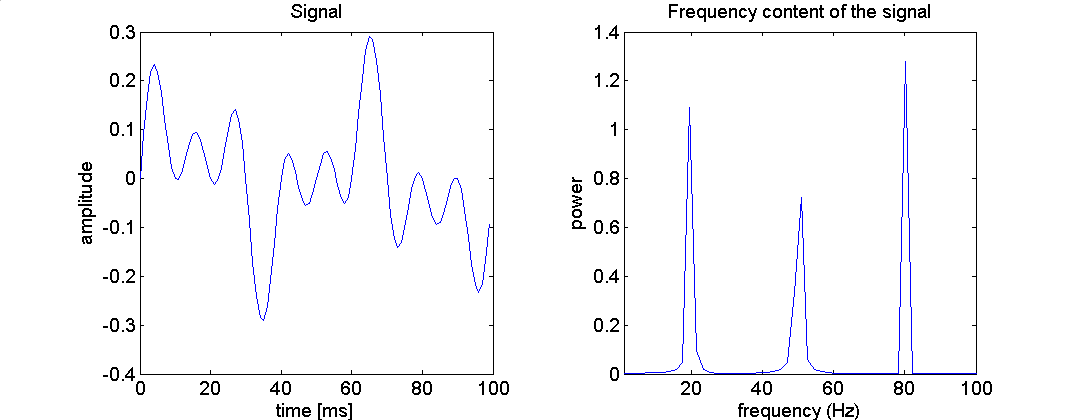 Signal
0.3
0.2
0.1
0
-0.1
-0.2
-0.3
-0.4
amplitude
0 20 40 60 80 100
time [ms]
Frequency content of the signal
1.4
1.2
1
0.8
0.6
0.4
0.2
0
power
20 40 60 80 100
frequency (Hz)